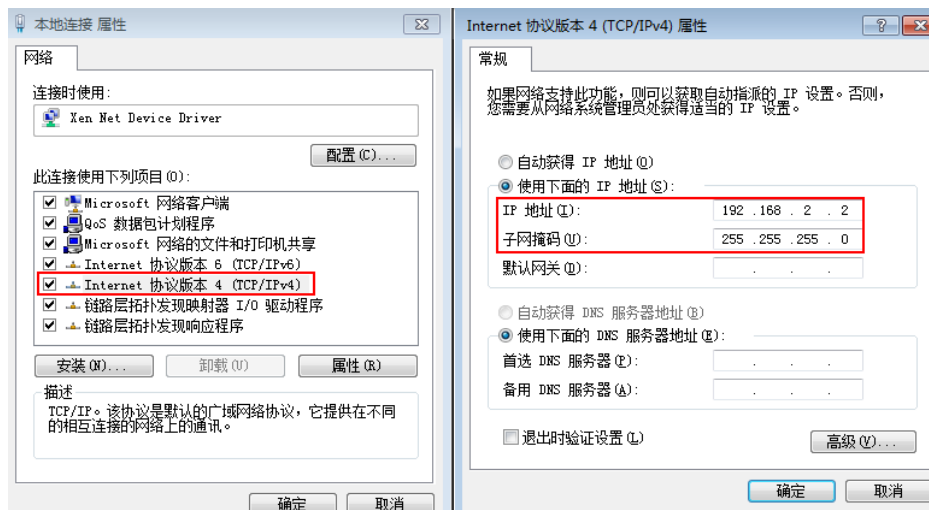 本地连接 属性
网络
连接时使用:
Xen Net Device Driver
配置(C)...
此连接使用下列项目(O):
Microsoft 网络客户端
QoS 数据包计划程序
Microsoft 网络的文件和打印机共享
Internet 协议版本 6 (TCP/IPv6)
Internet 协议版本 4 (TCP/IPv4)
链路层拓扑发现映射器 I/O 驱动程序
链路层拓扑发现响应程序
安装(N)...
卸载(U)
属性(R)
描述
TCP/IP。该协议是默认的广域网络协议，它提供在不同
的相互连接的网络上的通讯。
确定
取消
Internet 协议版本 4 (TCP/IPv4) 属性
常规
如果网络支持此功能，则可以获取自动指派的 IP 设置。否则，
您需要从网络系统管理员处获得适当的 IP 设置。
自动获得 IP 地址(O)
使用下面的 IP 地址(S):
IP 地址(I): 192 .168 . 2 . 2
子网掩码(U): 255 .255 .255 . 0
默认网关(D): . . .
自动获得 DNS 服务器地址(B)
使用下面的 DNS 服务器地址(E):
首选 DNS 服务器(P): . . .
备用 DNS 服务器(A): . . .
退出时验证设置(L)
高级(V)...
确定
取消